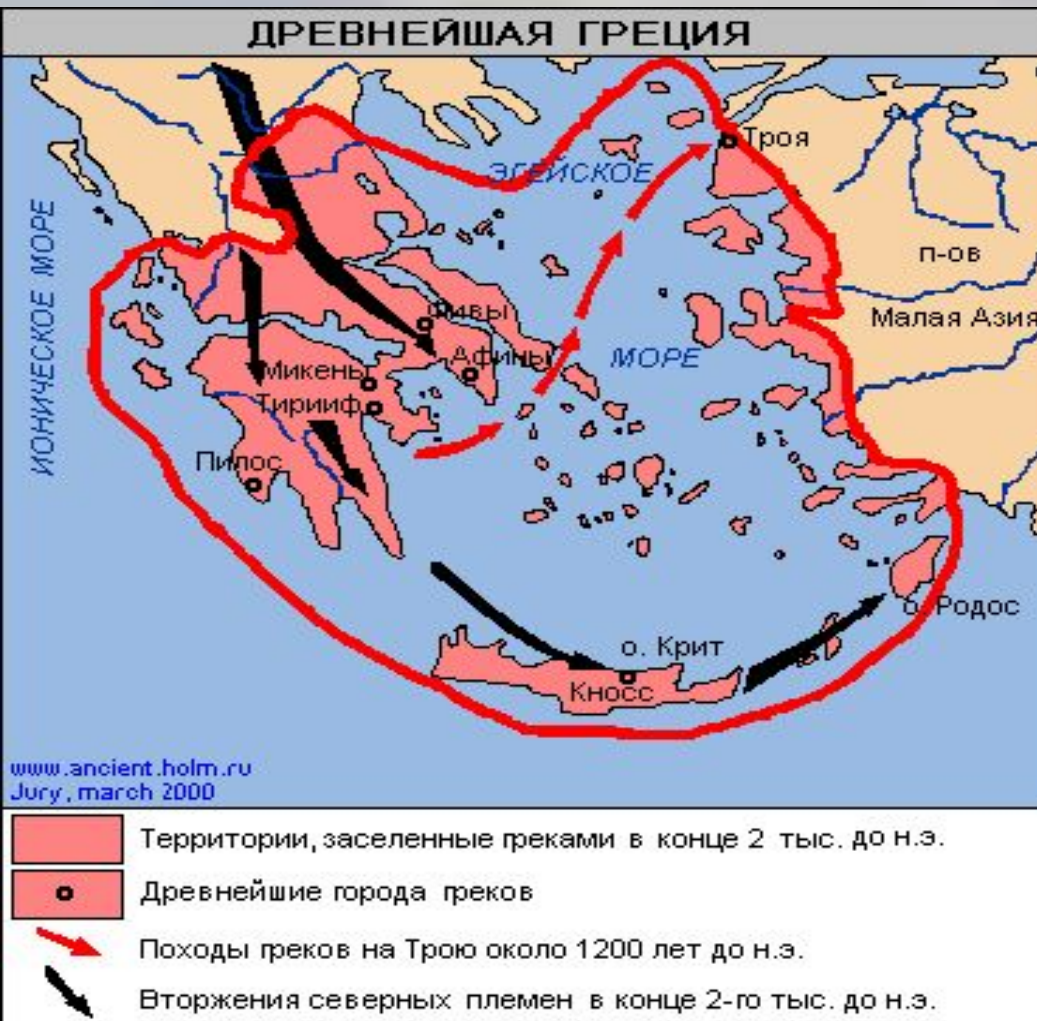 ДРЕВНЕЙШАЯ ГРЕЦИЯ
Троя
ЭГЕЙСКОЕ
ИОНИЧЕСКОЕ МОРЕ
п-ов
Малая Азия
Фивы
МОРЕ
Афины
Микены
Тирииф
Пилос
о. Родос
о. Крит
Кносс
www.ancient.holm.ru
Jury, march 2000
Территории, заселенные греками в конце 2 тыс. до н.э.
Древнейшие города греков
Походы греков на Трою около 1200 лет до н.э.
Вторжения северных племен в конце 2-го тыс. до н.э.